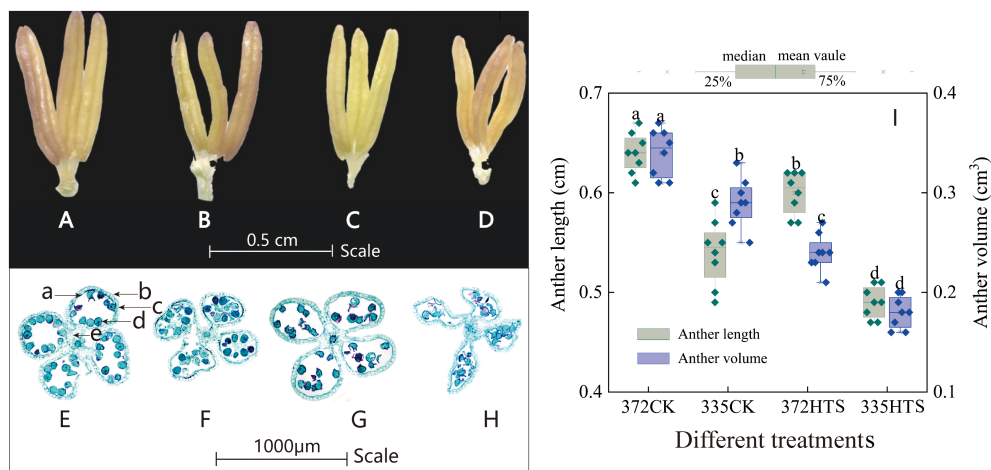 A B C D
0.5 cm Scale
a b
c
d
e
E F G H
1000μm Scale
median mean vaule
25% 75%
I
0.7 0.4
a a
b b
0.6 0.3
c c
0.5 0.2
d d
0.4 0.1
Anther length (cm)
Anther volume (cm³)
Anther length
Anther volume
372CK 335CK 372HTS 335HTS
Different treatments